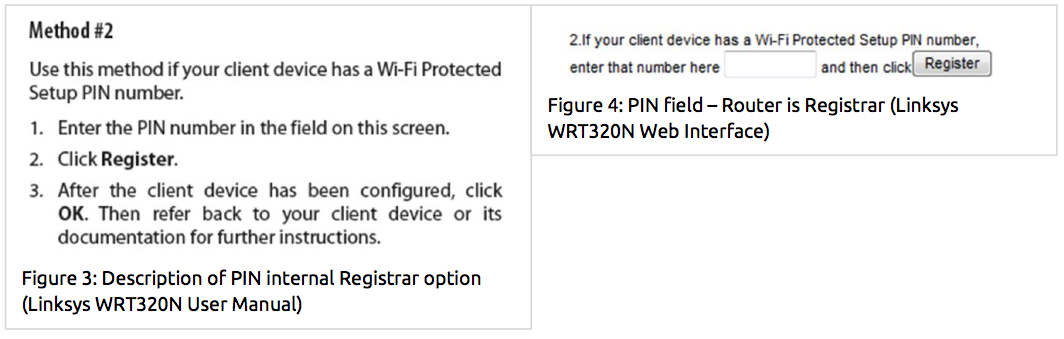 Method #2
Use this method if your client device has a Wi-Fi Protected
Setup PIN number.
1. Enter the PIN number in the field on this screen.
2. Click Register.
3. After the client device has been configured, click
OK. Then refer back to your client device or its
documentation for further instructions.
Figure 3: Description of PIN internal Registrar option
(Linksys WRT320N User Manual)
2.If your client device has a Wi-Fi Protected Setup PIN number,
enter that number here and then click Register
Figure 4: PIN field – Router is Registrar (Linksys
WRT320N Web Interface)